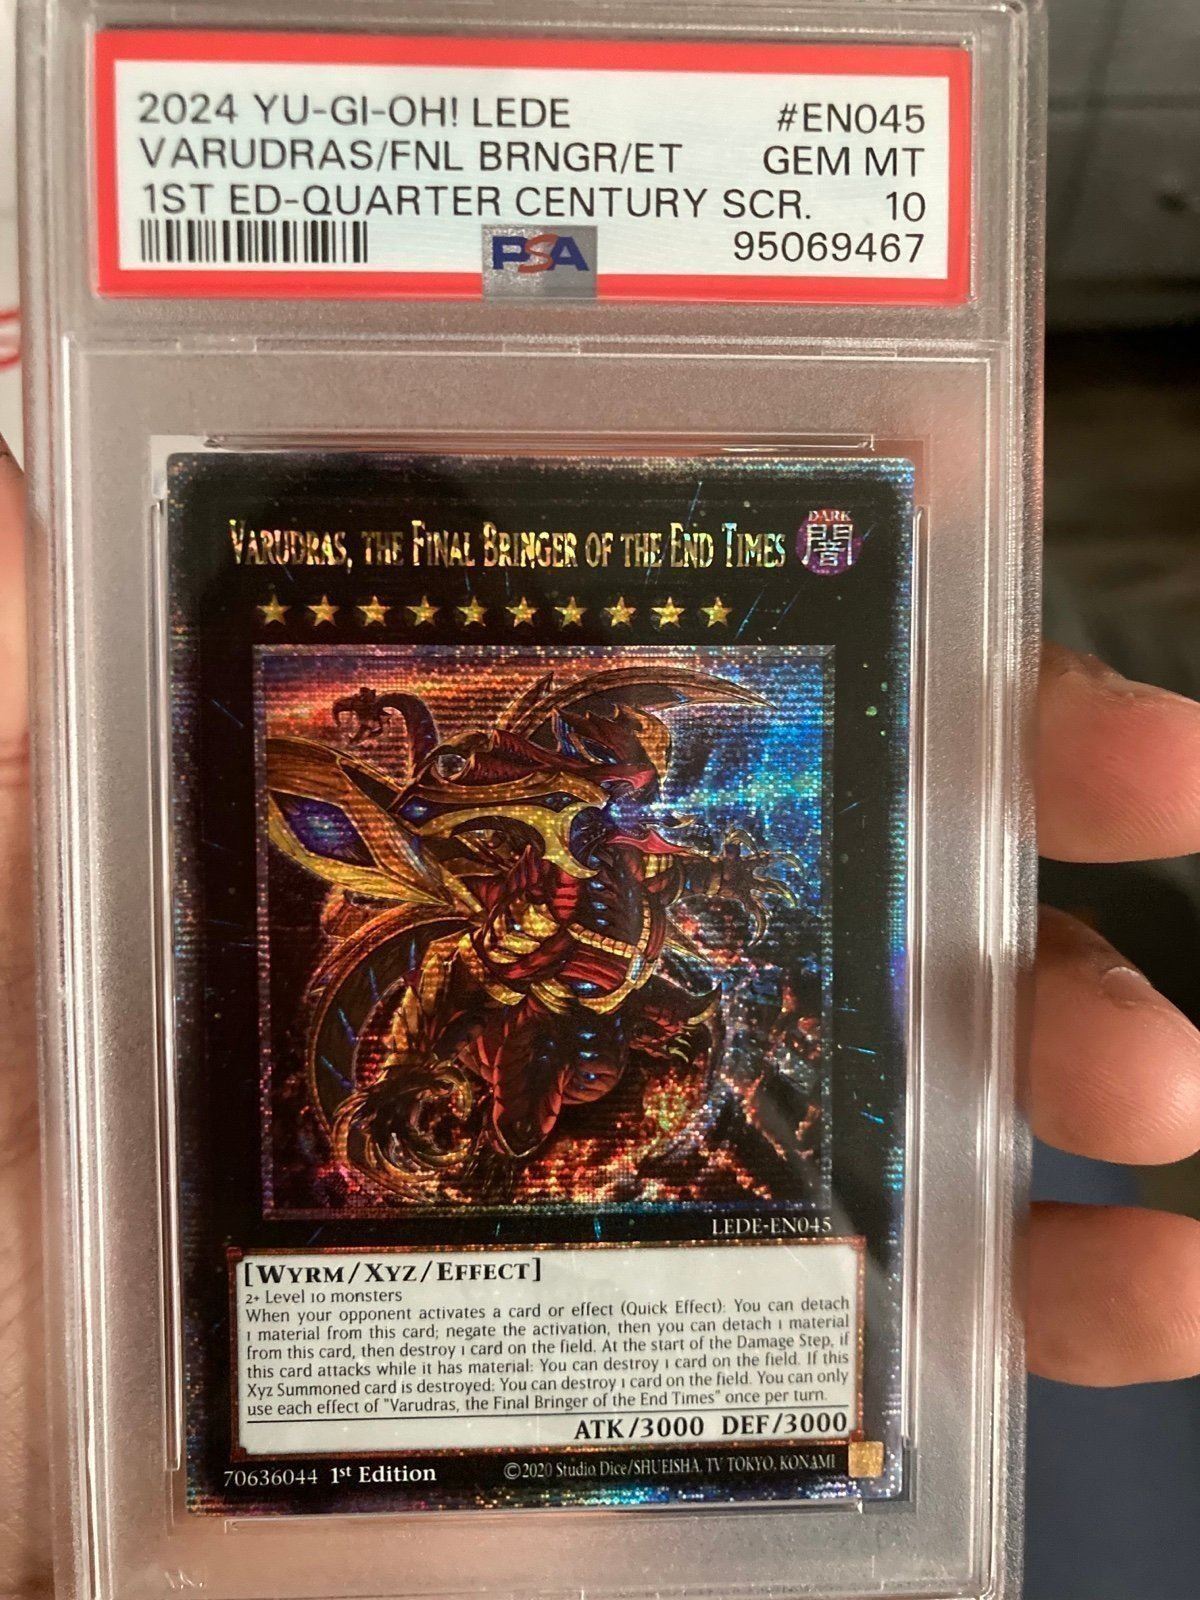 2024 YU-GI-OH! LEDE #EN045
VARUDRAS/FNL BRNGR/ET GEM MT
1ST ED-QUARTER CENTURY SCR. 10
PSA 95069467
VARUDRAS, THE FINAL BRINGER OF THE END TIMES
DARK
闇
LEDE-EN045
[WYRM/XYZ/EFFECT]
2+ Level 10 monsters
When your opponent activates a card or effect (Quick Effect): You can detach
1 material from this card; negate the activation, then you can detach 1 material
from this card, then destroy 1 card on the field. At the start of the Damage Step, if
this card attacks while it has material: You can destroy 1 card on the field. If this
Xyz Summoned card is destroyed: You can destroy 1 card on the field. You can only
use each effect of "Varudras, the Final Bringer of the End Times" once per turn.
ATK/3000 DEF/3000
70636044 1st Edition ©2020 Studio Dice/SHUEISHA, TV TOKYO, KONAMI